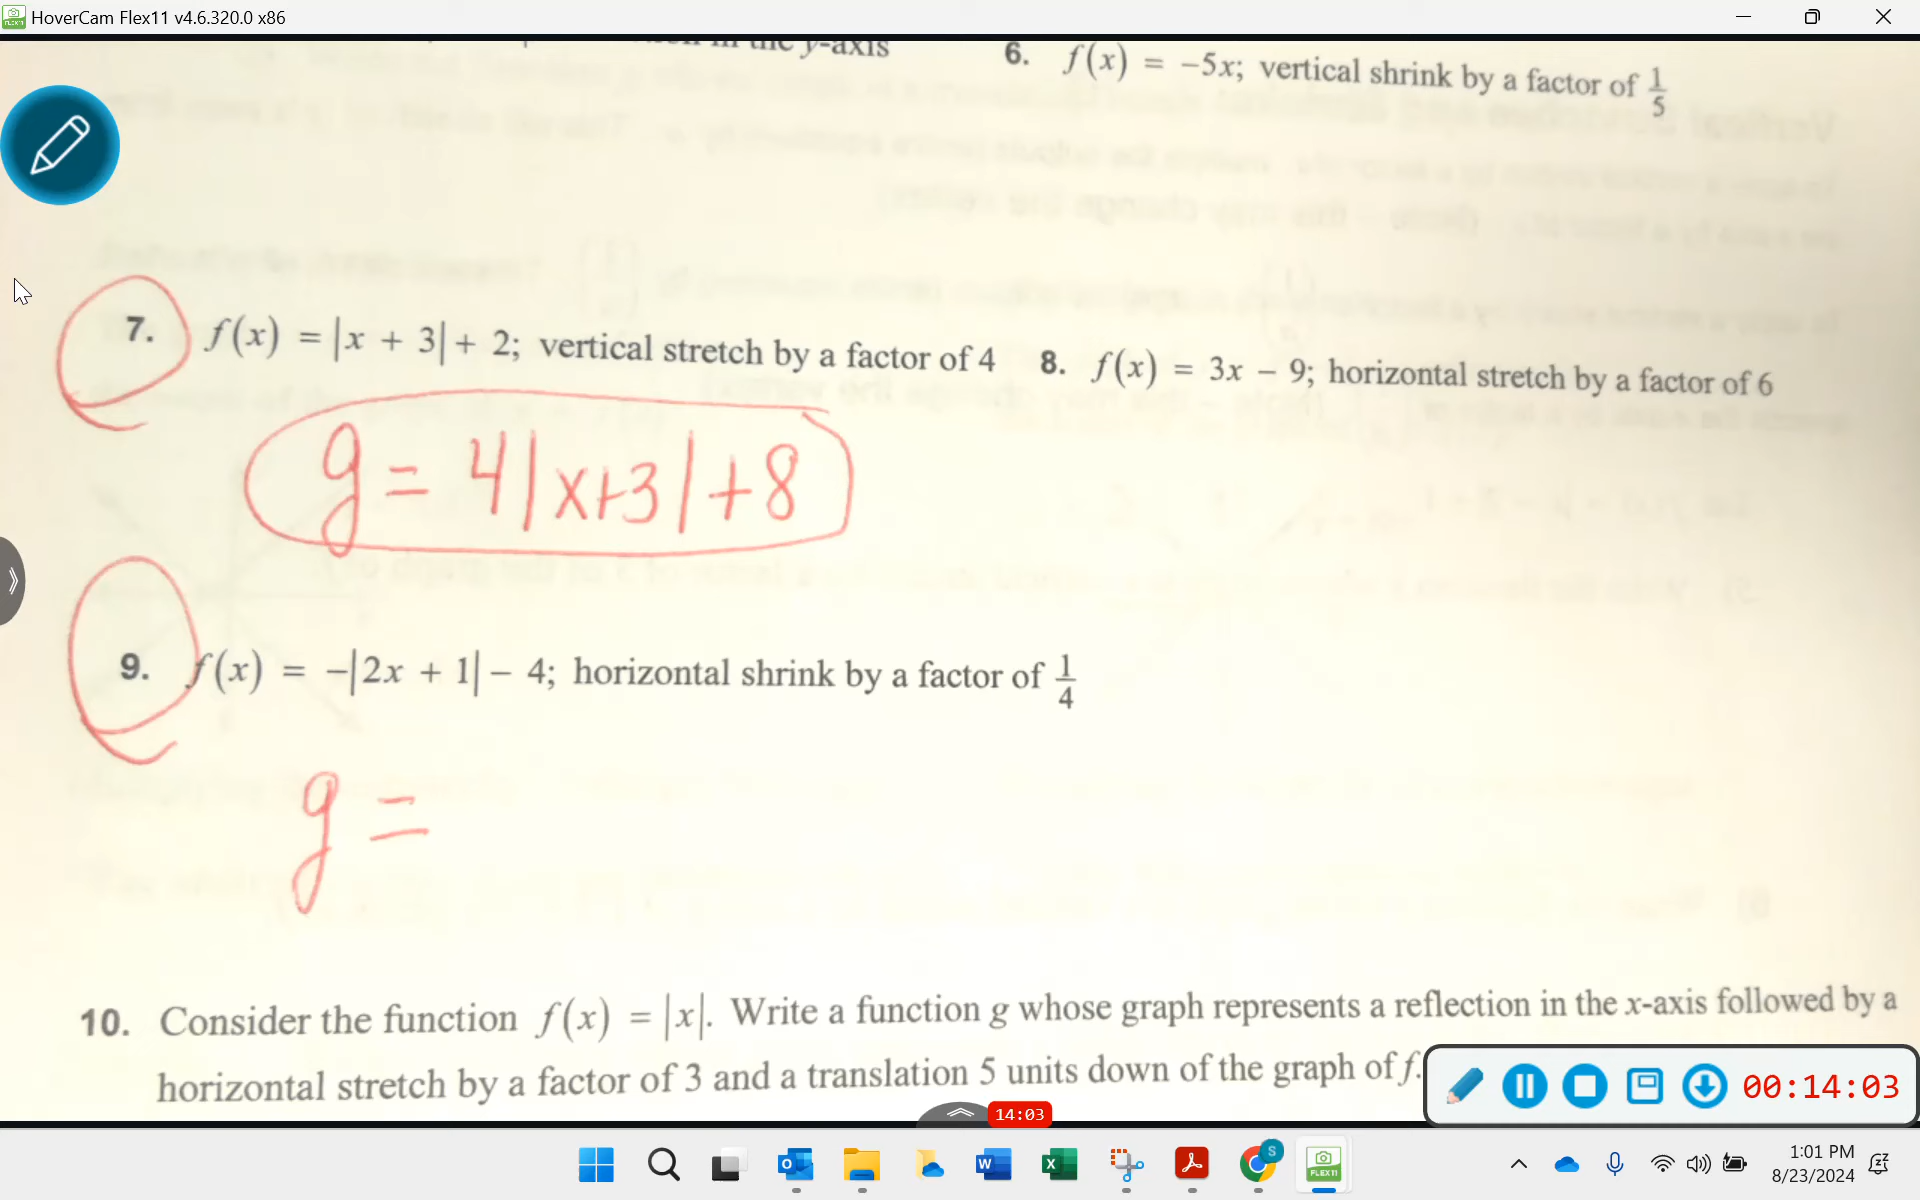 HoverCam Flex11 v4.6.320.0 x86
in the y-axis
6. f(x) = −5x; vertical shrink by a factor of 1/5
7. f(x) = |x + 3| + 2; vertical stretch by a factor of 4
8. f(x) = 3x − 9; horizontal stretch by a factor of 6
g = 4|x+3|+8
9. f(x) = −|2x + 1| − 4; horizontal shrink by a factor of 1/4
g =
10. Consider the function f(x) = |x|. Write a function g whose graph represents a reflection in the x-axis followed by a
horizontal stretch by a factor of 3 and a translation 5 units down of the graph of f.
00:14:03
14:03
S
FLEX11
1:01 PM
8/23/2024